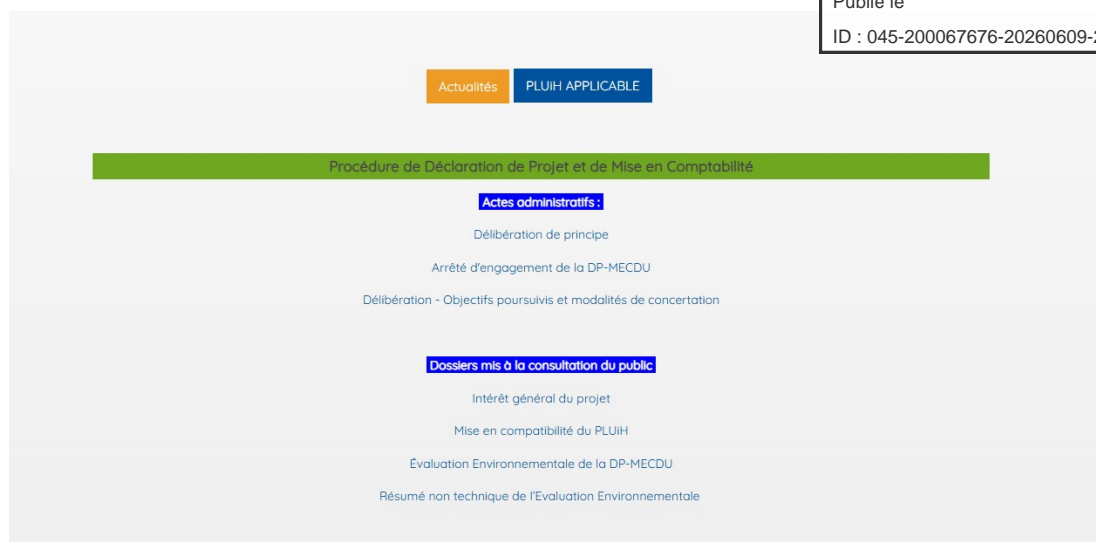 Publié le
ID : 045-200067676-20260609-
Actualités
PLUIH APPLICABLE
Procédure de Déclaration de Projet et de Mise en Comptabilité
Actes administratifs :
Délibération de principe
Arrêté d'engagement de la DP-MECDU
Délibération - Objectifs poursuivis et modalités de concertation
Dossiers mis à la consultation du public
Intérêt général du projet
Mise en compatibilité du PLUiH
Évaluation Environnementale de la DP-MECDU
Résumé non technique de l'Evaluation Environnementale